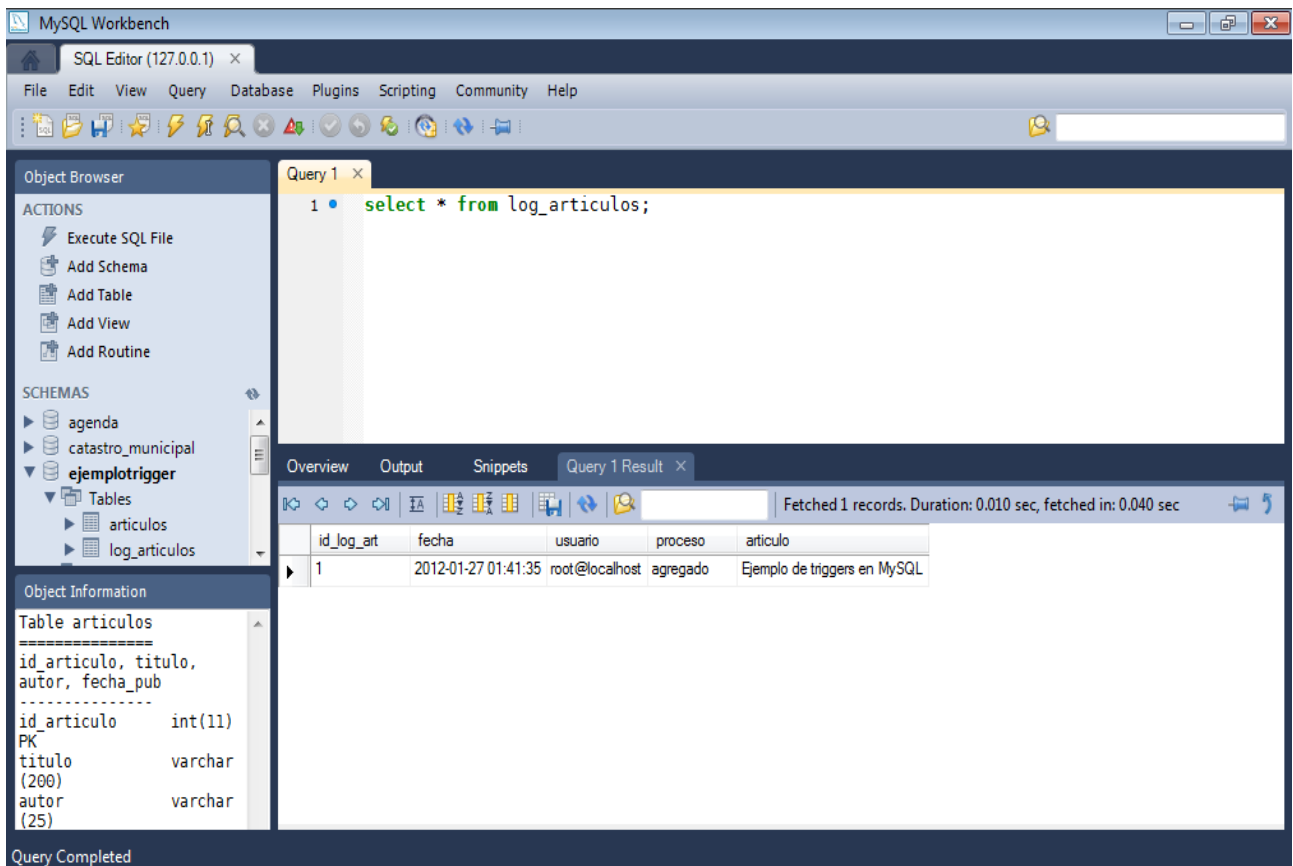 MySQL Workbench
SQL Editor (127.0.0.1)
File Edit View Query Database Plugins Scripting Community Help
Object Browser
ACTIONS
Execute SQL File
Add Schema
Add Table
Add View
Add Routine
SCHEMAS
agenda
catastro_municipal
ejemplotrigger
Tables
articulos
log_articulos
Object Information
Table articulos
===============
id_articulo, titulo,
autor, fecha_pub
---------------
id_articulo int(11)
PK
titulo varchar
(200)
autor varchar
(25)
Query 1
1 select * from log_articulos;
Overview Output Snippets Query 1 Result
Fetched 1 records. Duration: 0.010 sec, fetched in: 0.040 sec
id_log_art fecha usuario proceso articulo
1 2012-01-27 01:41:35 root@localhost agregado Ejemplo de triggers en MySQL
Query Completed